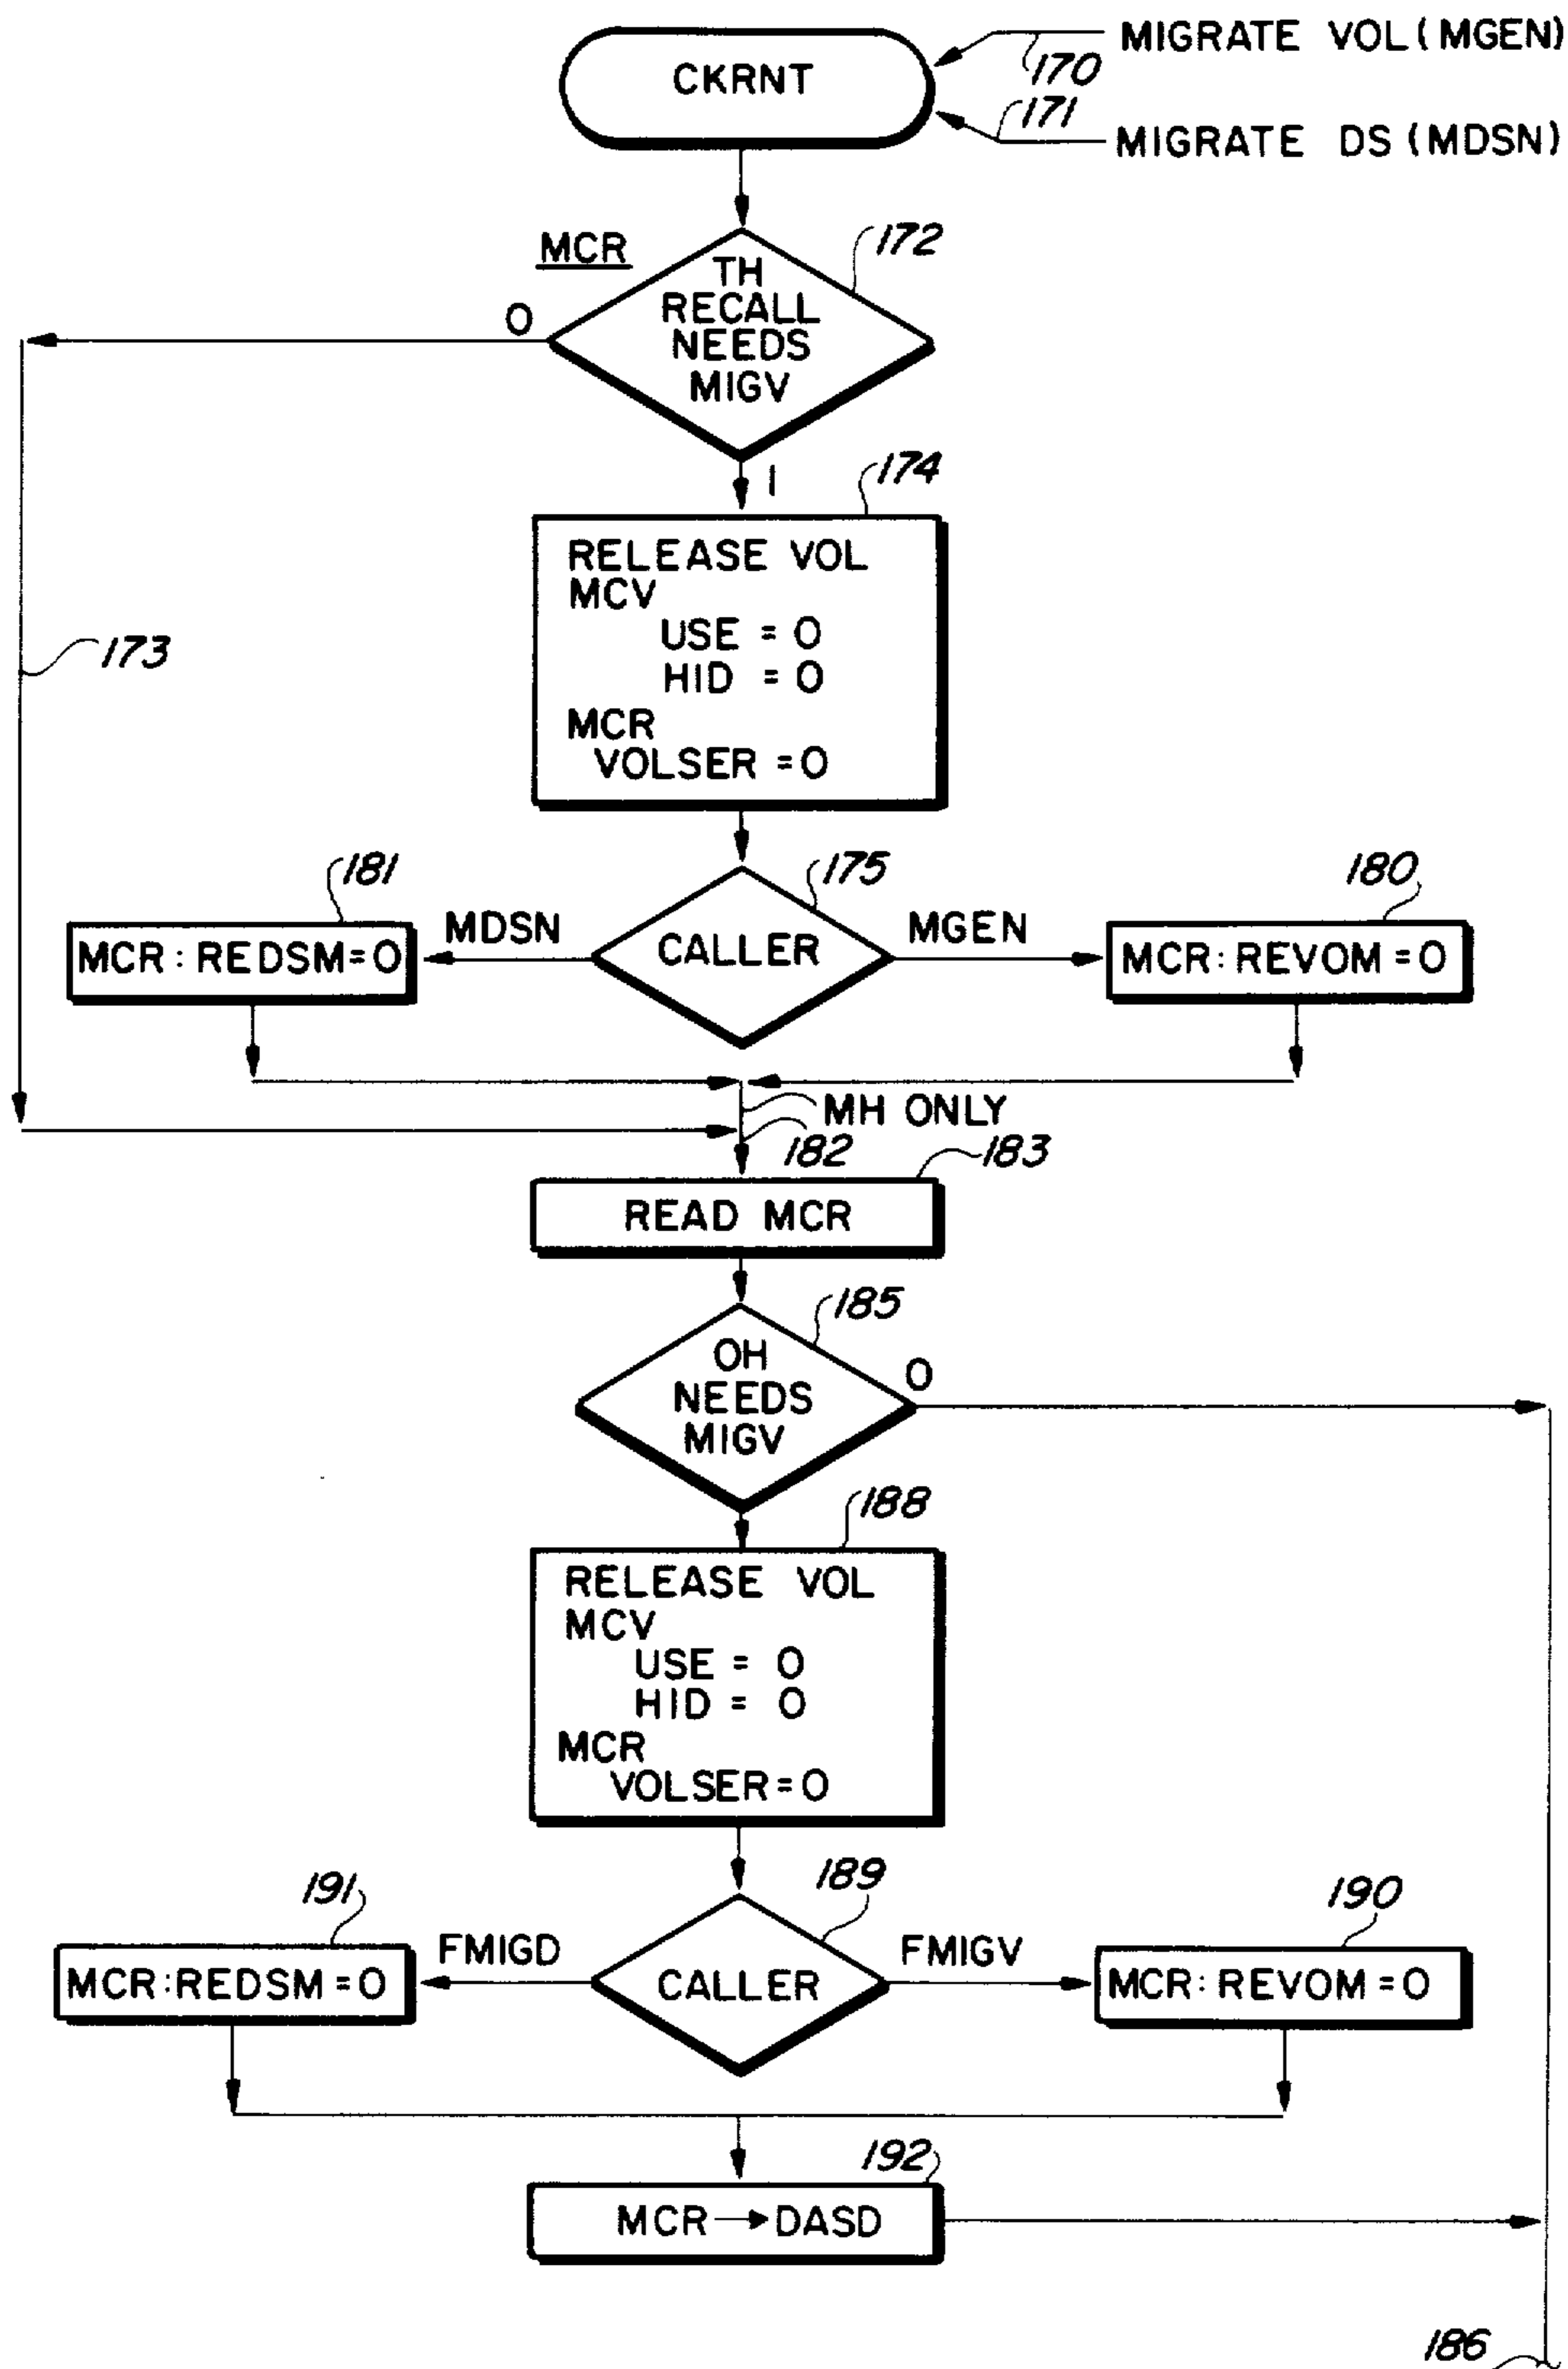 CKRNT
MIGRATE VOL (MGEN)
170
171
MIGRATE DS (MDSN)
MCR
172
TH
RECALL
NEEDS
MIGV
0
1
173
174
RELEASE VOL
MCV
USE = 0
HID = 0
MCR
VOLSER = 0
181
175
180
MCR : REDSM = 0
MDSN
CALLER
MGEN
MCR : REVOM = 0
MH ONLY
182
183
READ MCR
185
OH
NEEDS
MIGV
0
188
RELEASE VOL
MCV
USE = 0
HID = 0
MCR
VOLSER = 0
191
189
190
MCR : REDSM = 0
FMIGD
CALLER
FMIGV
MCR : REVOM = 0
192
MCR → DASD
186